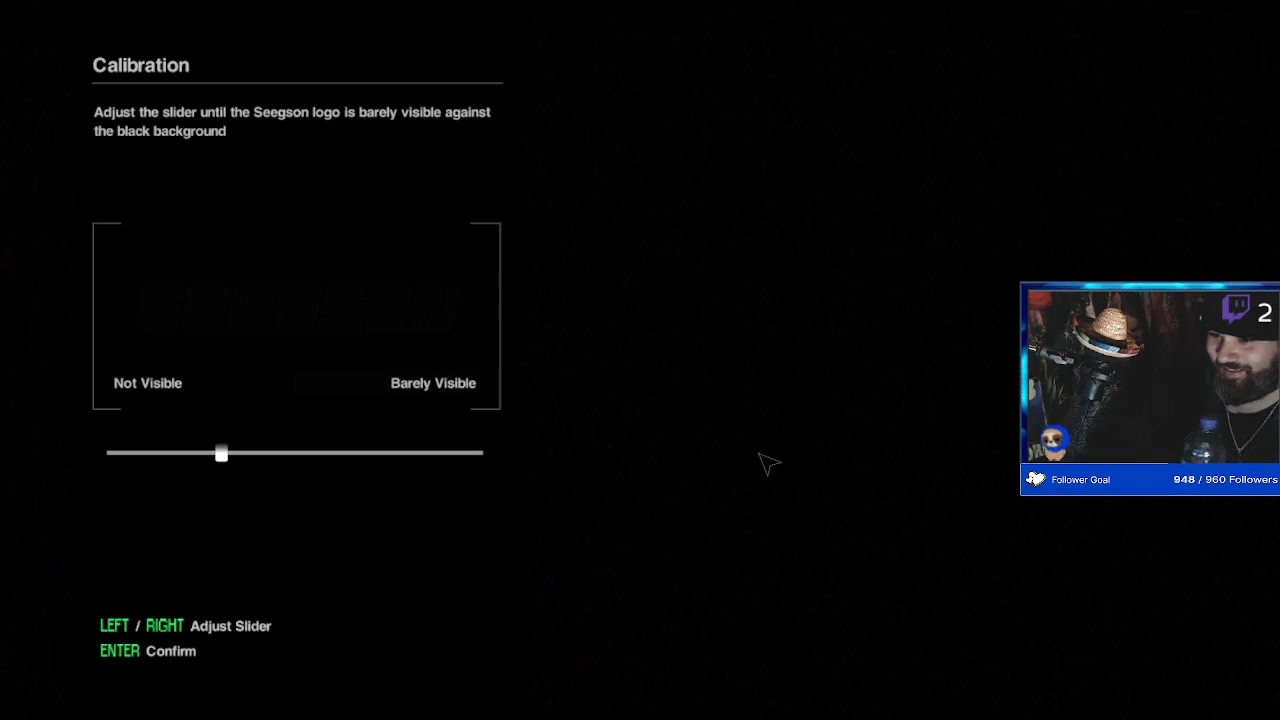 Calibration
Adjust the slider until the Seegson logo is barely visible against
the black background
SEEGSON
Not Visible
Barely Visible
2
Follower Goal
948 / 960 Followers
LEFT / RIGHT Adjust Slider
ENTER Confirm